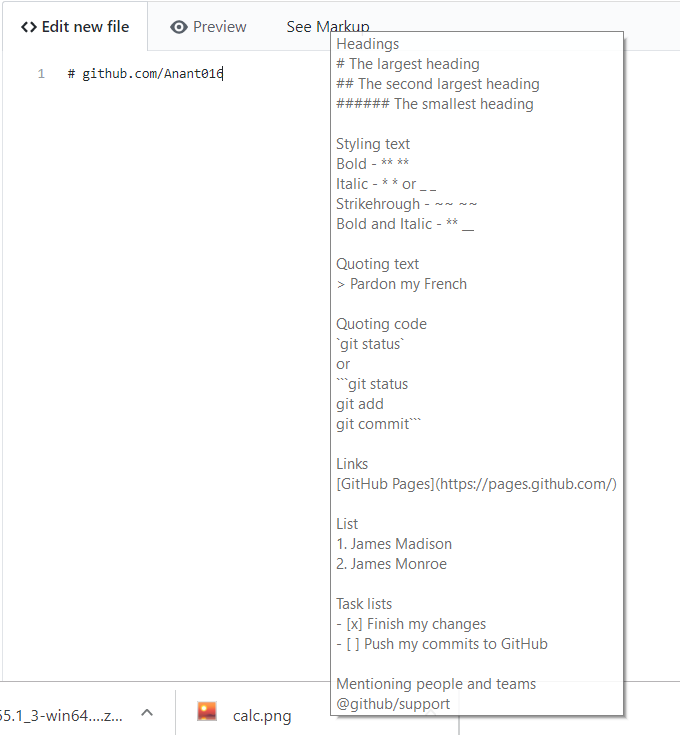 <> Edit new file
Preview
See Markup
1 # github.com/Anant016
Headings
# The largest heading
## The second largest heading
###### The smallest heading
Styling text
Bold - ** **
Italic - * * or _ _
Strikehrough - ~~ ~~
Bold and Italic - ** __
Quoting text
> Pardon my French
Quoting code
`git status`
or
```git status
git add
git commit```
Links
[GitHub Pages](https://pages.github.com/)
List
1. James Madison
2. James Monroe
Task lists
- [x] Finish my changes
- [ ] Push my commits to GitHub
Mentioning people and teams
@github/support
55.1_3-win64....z...
calc.png